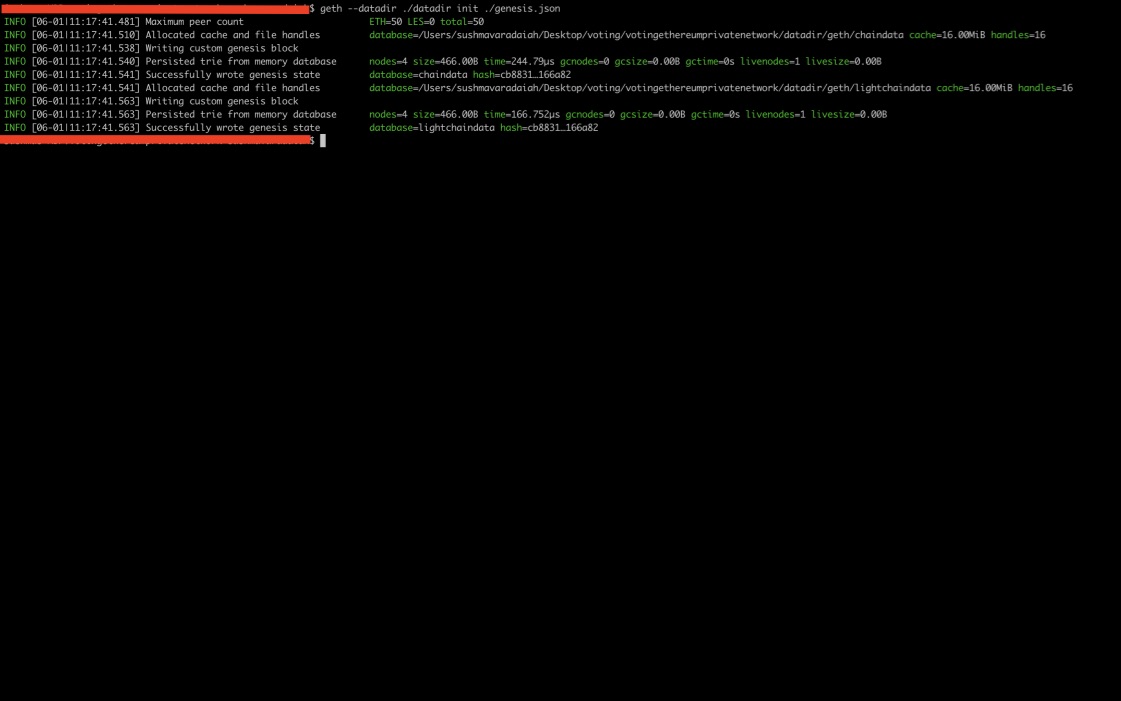 $ geth --datadir ./datadir init ./genesis.json
INFO [06-01|11:17:41.481] Maximum peer count ETH=50 LES=0 total=50
INFO [06-01|11:17:41.510] Allocated cache and file handles database=/Users/sushmavaradaiah/Desktop/voting/votingethereumprivatenetwork/datadir/geth/chaindata cache=16.00MiB handles=16
INFO [06-01|11:17:41.538] Writing custom genesis block
INFO [06-01|11:17:41.540] Persisted trie from memory database nodes=4 size=466.00B time=244.79µs gcnodes=0 gcsize=0.00B gctime=0s livenodes=1 livesize=0.00B
INFO [06-01|11:17:41.541] Successfully wrote genesis state database=chaindata hash=cb8831…166a82
INFO [06-01|11:17:41.541] Allocated cache and file handles database=/Users/sushmavaradaiah/Desktop/voting/votingethereumprivatenetwork/datadir/geth/lightchaindata cache=16.00MiB handles=16
INFO [06-01|11:17:41.563] Writing custom genesis block
INFO [06-01|11:17:41.563] Persisted trie from memory database nodes=4 size=466.00B time=166.752µs gcnodes=0 gcsize=0.00B gctime=0s livenodes=1 livesize=0.00B
INFO [06-01|11:17:41.563] Successfully wrote genesis state database=lightchaindata hash=cb8831…166a82
$